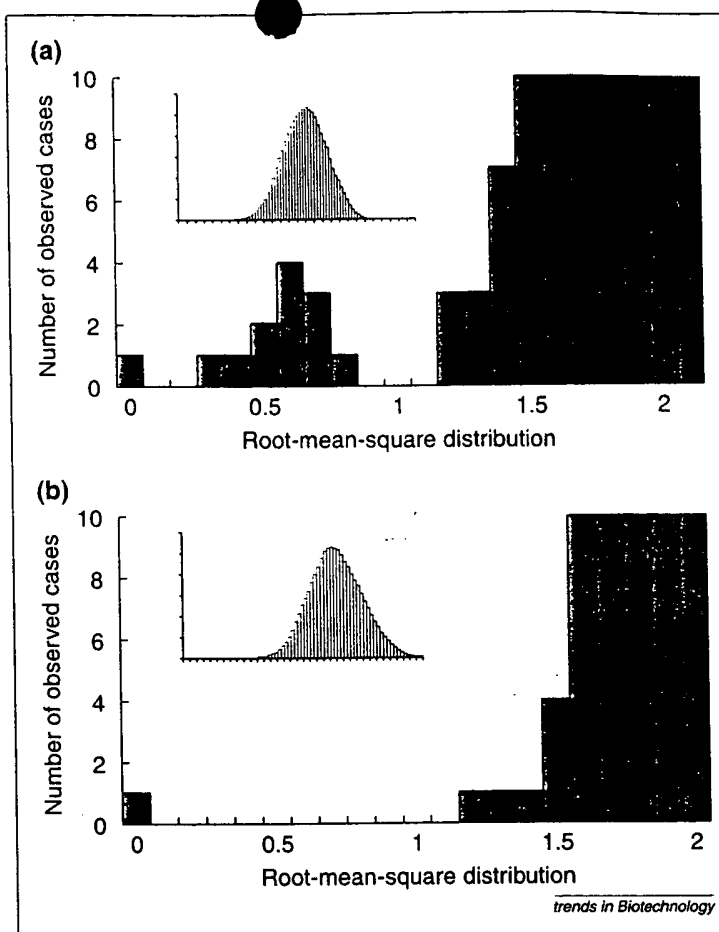 (a)
10
8
6
4
2
0
Number of observed cases
0 0.5 1 1.5 2
Root-mean-square distribution
(b)
10
8
6
4
2
0
Number of observed cases
0 0.5 1 1.5 2
Root-mean-square distribution
trends in Biotechnology